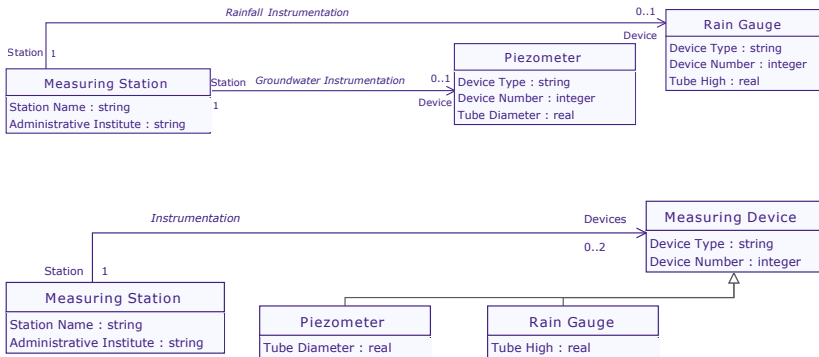 Rainfall Instrumentation
0..1
Rain Gauge
Device
Station 1
Device Type : string
Device Number : integer
Tube High : real
Piezometer
Measuring Station
Station
Groundwater Instrumentation
0..1
1
Device
Device Type : string
Device Number : integer
Tube Diameter : real
Station Name : string
Administrative Institute : string
Instrumentation
Devices
0..2
Measuring Device
Device Type : string
Device Number : integer
Station 1
Measuring Station
Station Name : string
Administrative Institute : string
Piezometer
Tube Diameter : real
Rain Gauge
Tube High : real